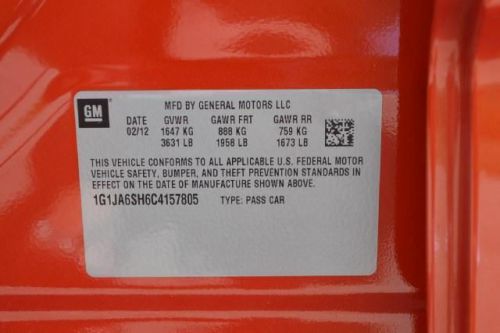 GM
MFD BY GENERAL MOTORS LLC
DATE GVWR GAWR FRT GAWR RR
02/12 1647 KG 888 KG 759 KG
3631 LB 1958 LB 1673 LB
THIS VEHICLE CONFORMS TO ALL APPLICABLE U.S. FEDERAL MOTOR
VEHICLE SAFETY, BUMPER, AND THEFT PREVENTION STANDARDS IN
EFFECT ON THE DATE OF MANUFACTURE SHOWN ABOVE.
1G1JA6SH6C4157805 TYPE: PASS CAR